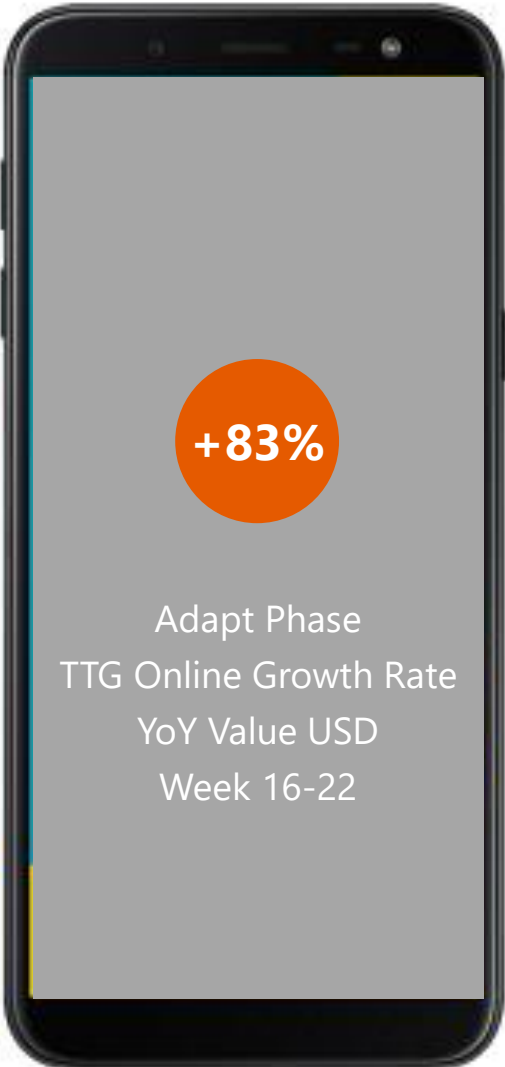 +83%
Adapt Phase
TTG Online Growth Rate
YoY Value USD
Week 16-22